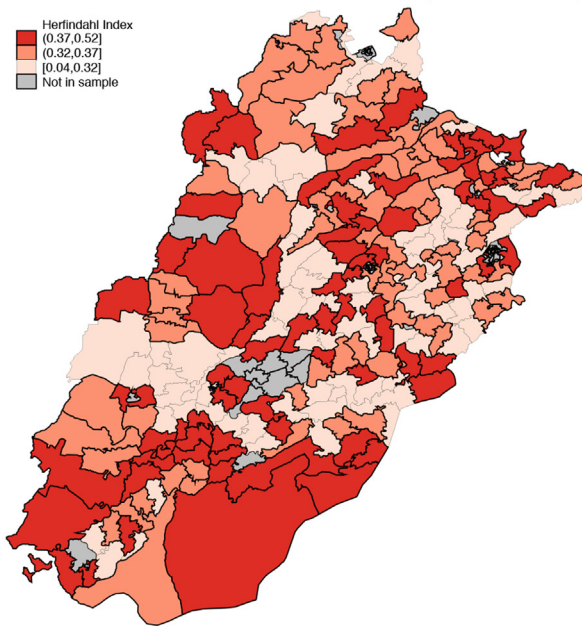 Herfindahl Index
(0.37,0.52]
(0.32,0.37]
[0.04,0.32]
Not in sample